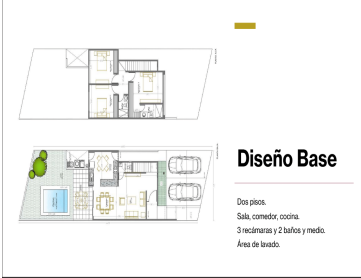 Diseño Base
Dos pisos.
Sala, comedor, cocina.
3 recámaras y 2 baños y medio.
Área de lavado.